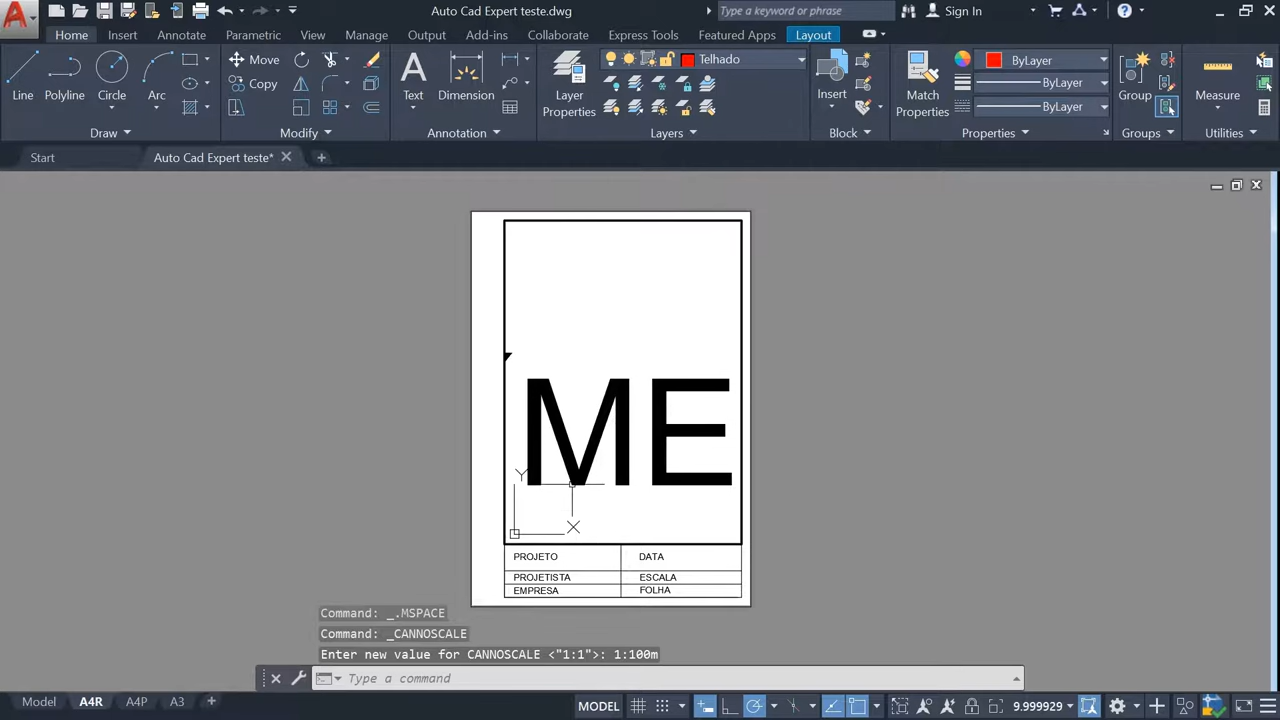 Auto Cad Expert teste.dwg
Type a keyword or phrase
Sign In
Home Insert Annotate Parametric View Manage Output Add-ins Collaborate Express Tools Featured Apps Layout
Line Polyline Circle Arc
Move
Copy
Text Dimension
Layer Properties
Telhado
Insert
Match Properties
ByLayer
ByLayer
ByLayer
Group
Measure
Draw Modify Annotation Layers Block Properties Groups Utilities
Start Auto Cad Expert teste*
ME
Y
X
PROJETO DATA
PROJETISTA ESCALA
EMPRESA FOLHA
Command: _.MSPACE
Command: _CANNOSCALE
Enter new value for CANNOSCALE <"1:1">: 1:100m
Type a command
Model A4R A4P A3
MODEL
9.999929